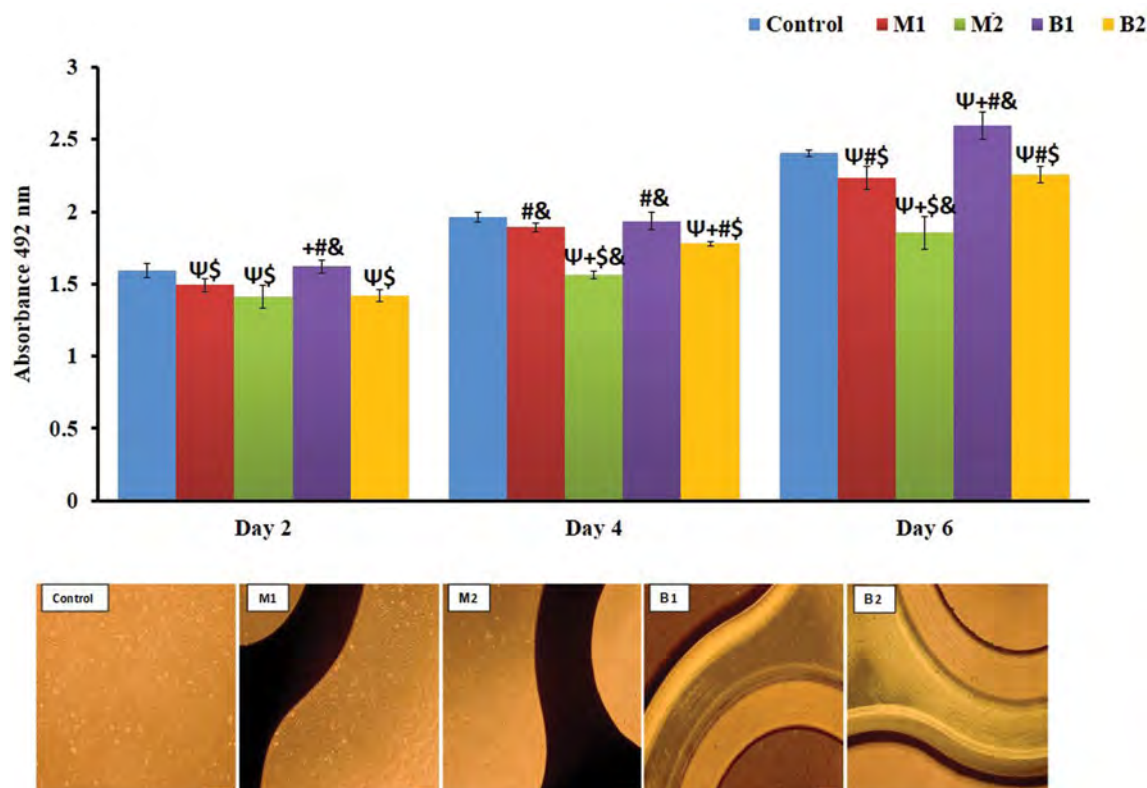 Control M1 M2 B1 B2
3
2.5
2
1.5
1
0.5
0
Absorbance 492 nm
Ψ$ Ψ$ +#& Ψ$
#& Ψ+$& #& Ψ+#$
Ψ#$ Ψ+$& Ψ+#& Ψ#$
Day 2 Day 4 Day 6
Control M1 M2 B1 B2